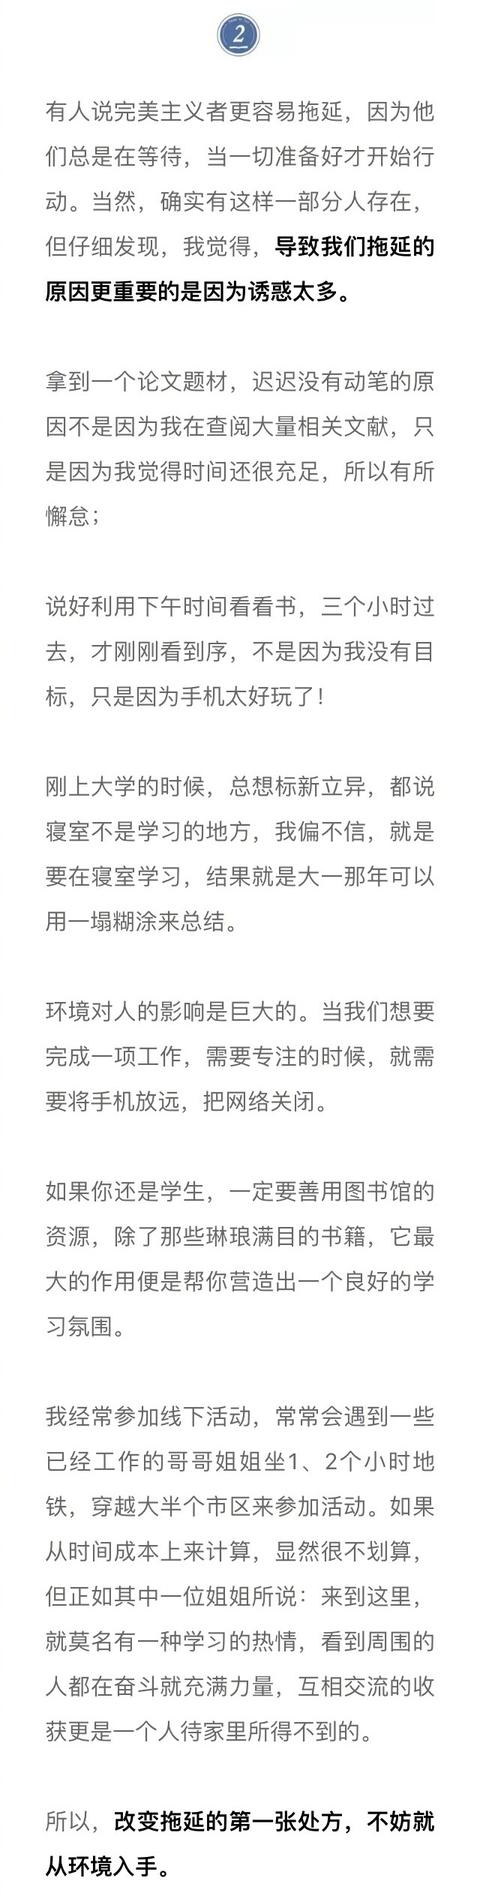 2
有人说完美主义者更容易拖延，因为他
们总是在等待，当一切准备好才开始行
动。当然，确实有这样一部分人存在，
但仔细发现，我觉得，导致我们拖延的
原因更重要的是因为诱惑太多。
拿到一个论文题材，迟迟没有动笔的原
因不是因为我在查阅大量相关文献，只
是因为我觉得时间还很充足，所以有所
懈怠；
说好利用下午时间看看书，三个小时过
去，才刚刚看到序，不是因为我没有目
标，只是因为手机太好玩了！
刚上大学的时候，总想标新立异，都说
寝室不是学习的地方，我偏不信，就是
要在寝室学习，结果就是大一那年可以
用一塌糊涂来总结。
环境对人的影响是巨大的。当我们想要
完成一项工作，需要专注的时候，就需
要将手机放远，把网络关闭。
如果你还是学生，一定要善用图书馆的
资源，除了那些琳琅满目的书籍，它最
大的作用便是帮你营造出一个良好的学
习氛围。
我经常参加线下活动，常常会遇到一些
已经工作的哥哥姐姐坐1、2个小时地
铁，穿越大半个市区来参加活动。如果
从时间成本上来计算，显然很不划算，
但正如其中一位姐姐所说：来到这里，
就莫名有一种学习的热情，看到周围的
人都在奋斗就充满力量，互相交流的收
获更是一个人待家里所得不到的。
所以，改变拖延的第一张处方，不妨就
从环境入手。